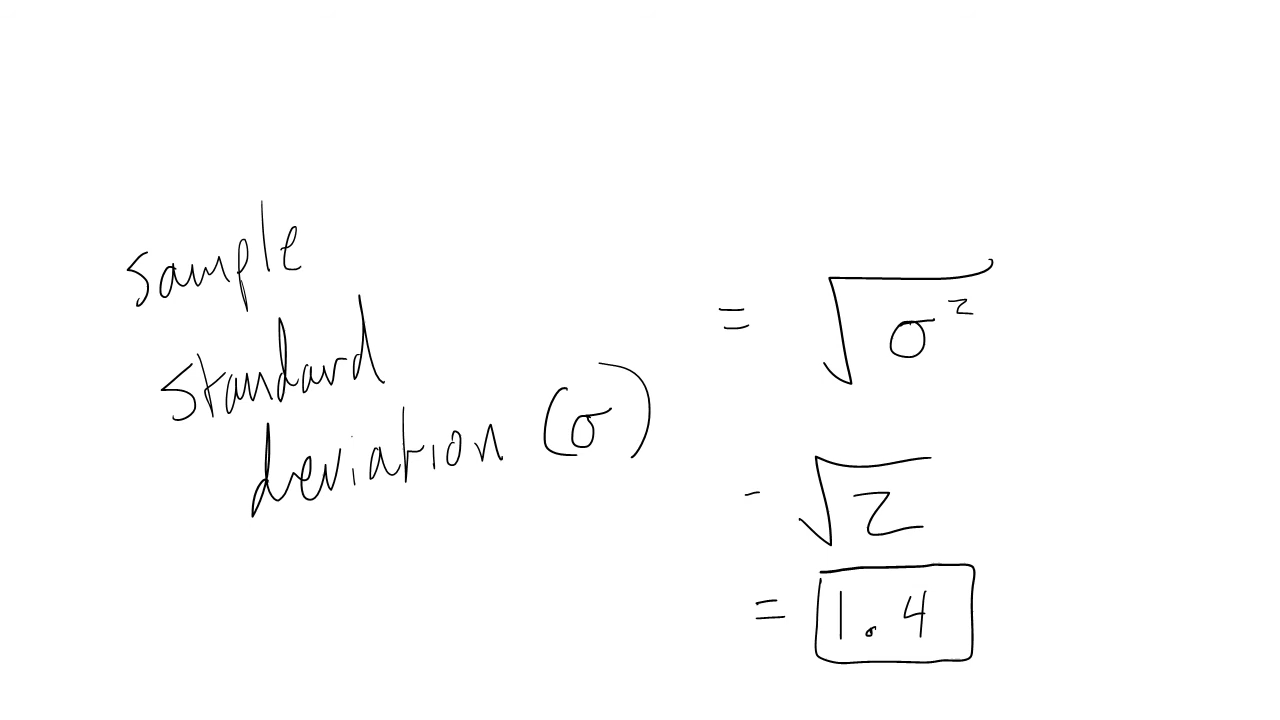 sample
standard
deviation (σ)
= √σ²
- √2
= 1.4